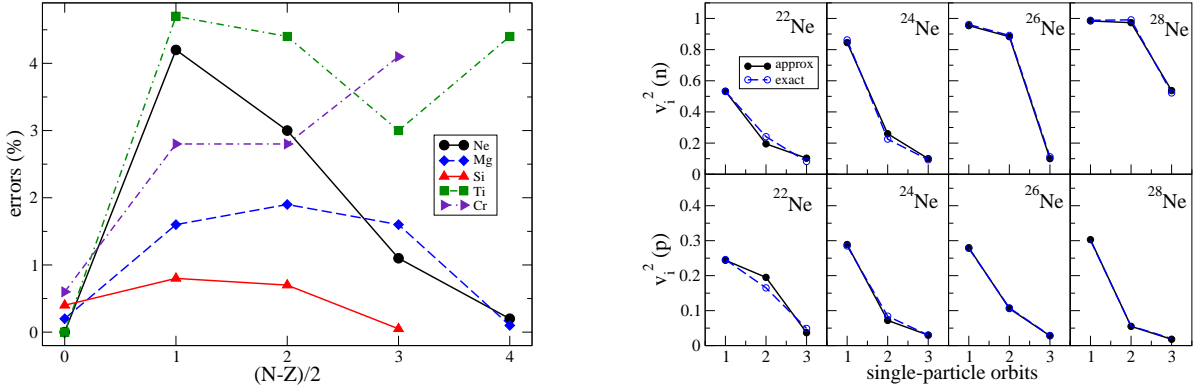 errors (%)
4
3
2
1
0
0 1 2 3 4
(N-Z)/2
Ne
Mg
Si
Ti
Cr
v_i^2 (n)
1
0.8
0.6
0.4
0.2
0
^22Ne
^24Ne
^26Ne
^28Ne
approx
exact
v_i^2 (p)
0.4
0.3
0.2
0.1
0
^22Ne
^24Ne
^26Ne
^28Ne
1 2 3 1 2 3 1 2 3 1 2 3
single-particle orbits